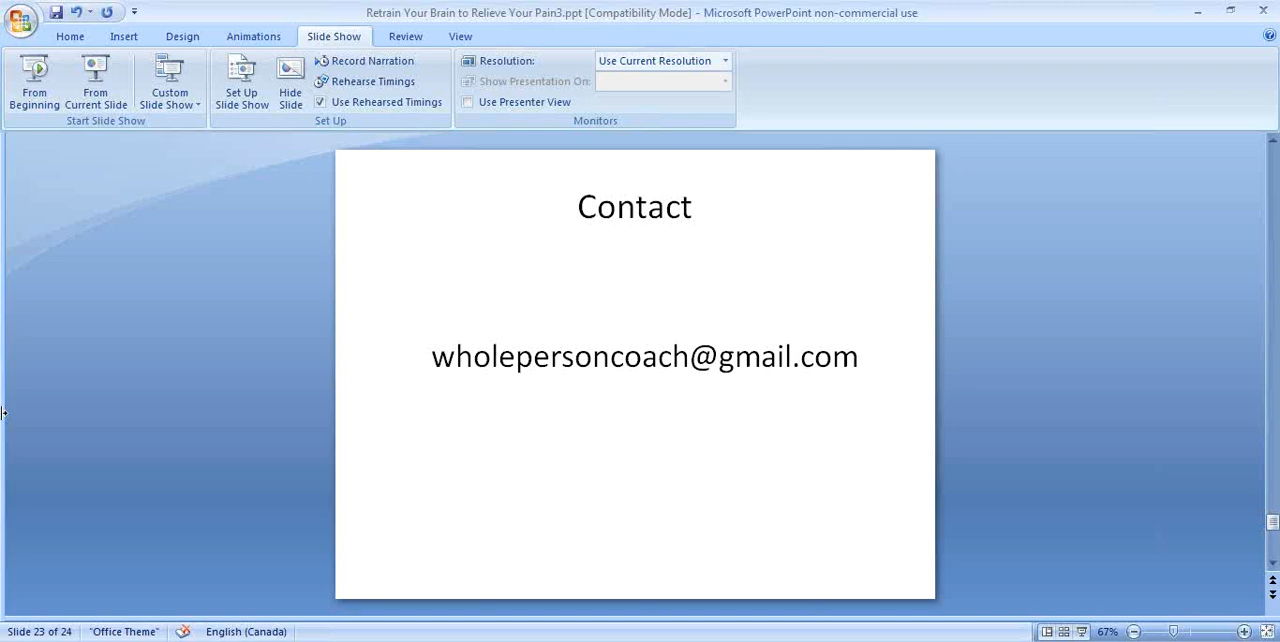 Retrain Your Brain to Relieve Your Pain3.ppt [Compatibility Mode] - Microsoft PowerPoint non-commercial use
Home Insert Design Animations Slide Show Review View
From Beginning
From Current Slide
Custom Slide Show
Start Slide Show
Set Up Slide Show
Hide Slide
Record Narration
Rehearse Timings
Use Rehearsed Timings
Set Up
Resolution: Use Current Resolution
Show Presentation On:
Use Presenter View
Monitors
Contact
wholepersoncoach@gmail.com
Slide 23 of 24 "Office Theme" English (Canada) 67%